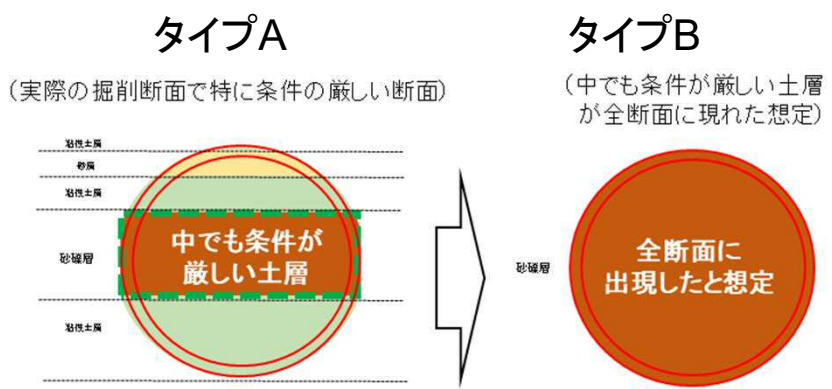 タイプA
(実際の掘削断面で特に条件の厳しい断面)
粘性土層
砂層
粘性土層
砂礫層
粘性土層
中でも条件が
厳しい土層
タイプB
(中でも条件が厳しい土層
が全断面に現れた想定)
砂礫層
全断面に
出現したと想定